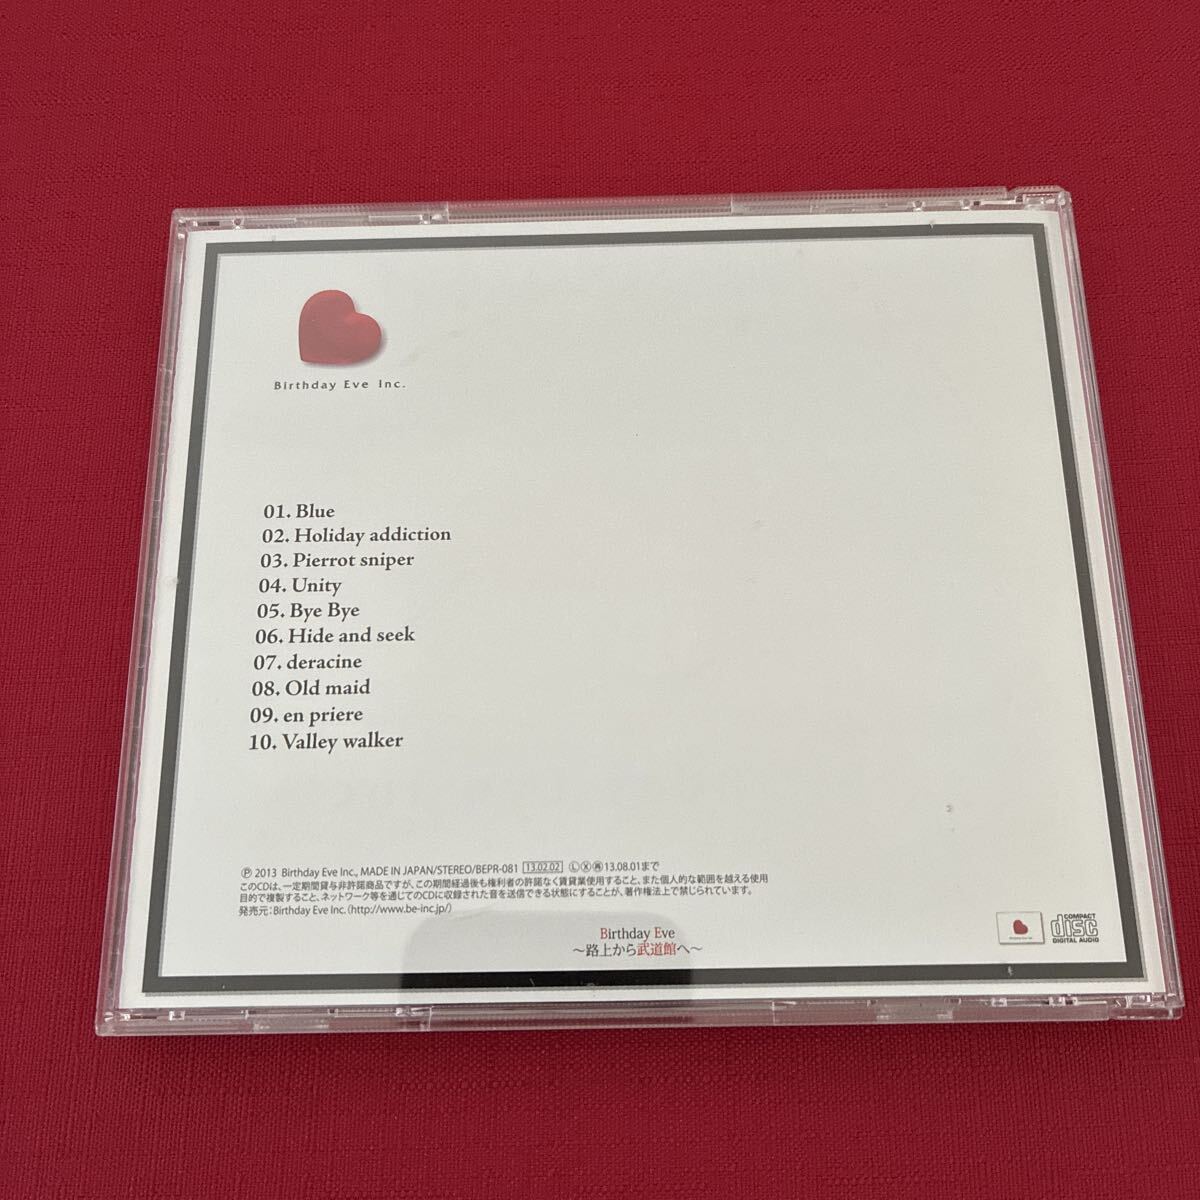 Birthday Eve Inc.
01. Blue
02. Holiday addiction
03. Pierrot sniper
04. Unity
05. Bye Bye
06. Hide and seek
07. deracine
08. Old maid
09. en priere
10. Valley walker
Ⓟ 2013 Birthday Eve Inc., MADE IN JAPAN/STEREO/BEPR-081 13.02.02 Ⓛ Ⓧ 13.08.01まで
このCDは、一定期間貸与非許諾商品ですが、この期間経過後も権利者の許諾なく賃貸業使用すること、また個人的な範囲を越える使用
目的で複製すること、ネットワーク等を通じてのCDに収録された音を送信できる状態にすることが、著作権法上で禁じられています。
発売元：Birthday Eve Inc.（http://www.be-inc.jp/）
Birthday Eve
～路上から武道館へ～
COMPACT
disc
DIGITAL AUDIO